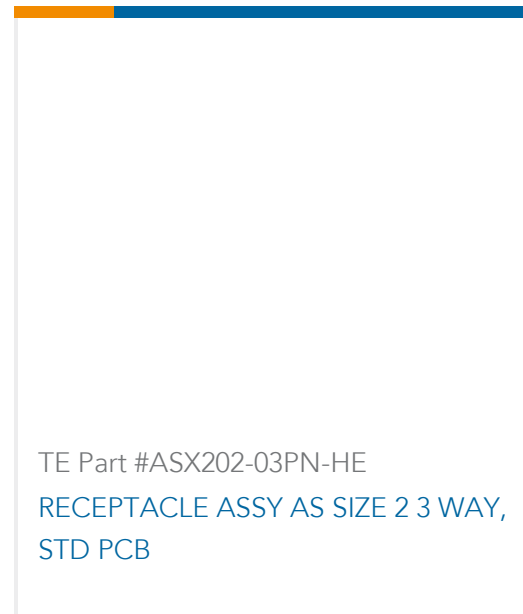 TE Part #ASX202-03PN-HE
RECEPTACLE ASSY AS SIZE 2 3 WAY,
STD PCB